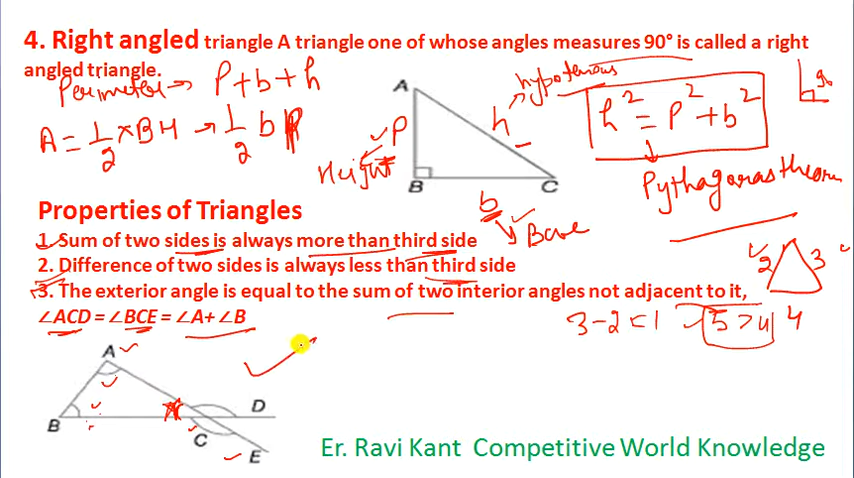 4. Right angled triangle A triangle one of whose angles measures 90° is called a right
angled triangle.
Perimeter → P+b+h
A = 1/2 × BH → 1/2 b P
A
P
Height
B
b
Base
C
h
hypotenous
h² = P² + b²
Pythagoras theorem
90
Properties of Triangles
1. Sum of two sides is always more than third side
2. Difference of two sides is always less than third side
3. The exterior angle is equal to the sum of two interior angles not adjacent to it,
∠ACD = ∠BCE = ∠A+ ∠B
2
3
4
3-2<1
5>4
A
B
C
D
E
Er. Ravi Kant Competitive World Knowledge